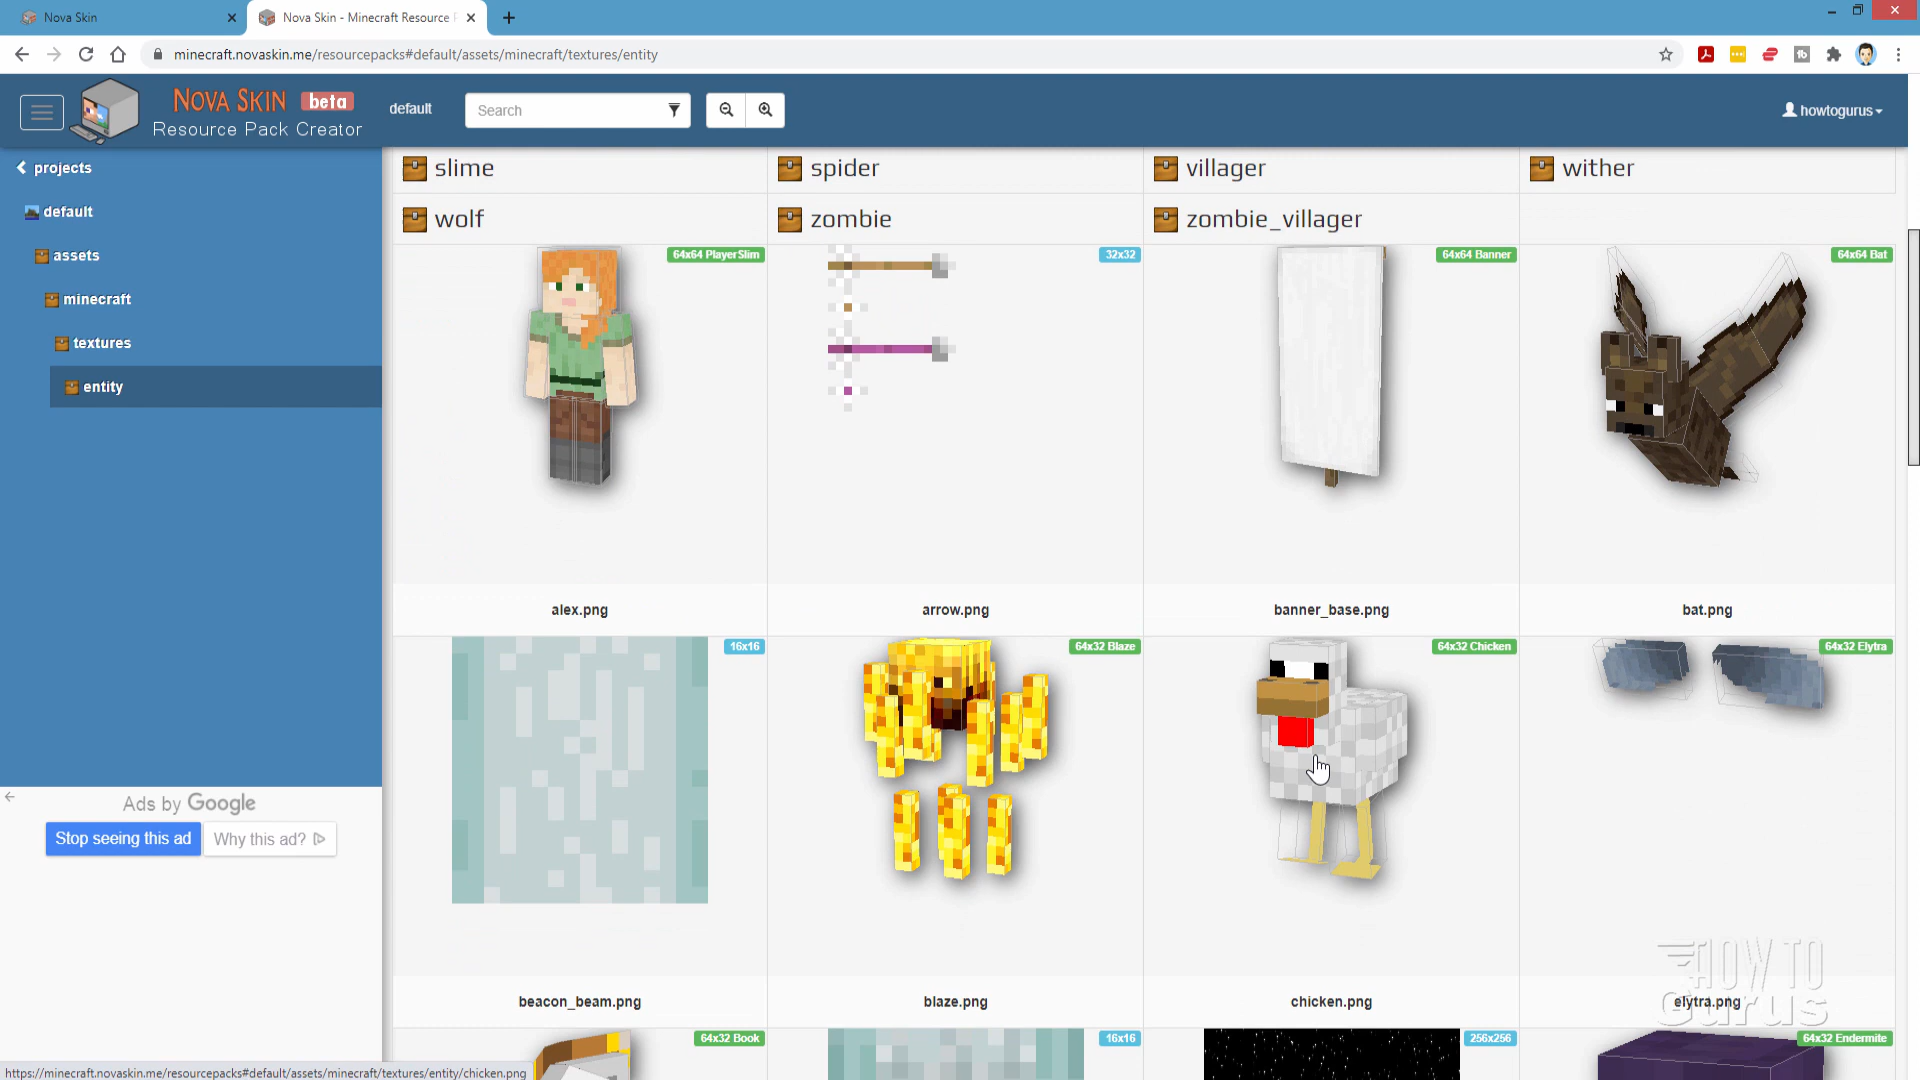 Nova Skin
Nova Skin - Minecraft Resource P
minecraft.novaskin.me/resourcepacks#default/assets/minecraft/textures/entity
NOVA SKIN beta
Resource Pack Creator
default
Search
howtogurus
projects
default
assets
minecraft
textures
entity
slime
spider
villager
wither
wolf
zombie
zombie_villager
64x64 PlayerSlim
32x32
64x64 Banner
64x64 Bat
alex.png
arrow.png
banner_base.png
bat.png
16x16
64x32 Blaze
64x32 Chicken
64x32 Elytra
beacon_beam.png
blaze.png
chicken.png
elytra.png
64x32 Book
16x16
256x256
64x32 Endermite
Ads by Google
Stop seeing this ad
Why this ad?
HOW TO
Gurus
https://minecraft.novaskin.me/resourcepacks#default/assets/minecraft/textures/entity/chicken.png